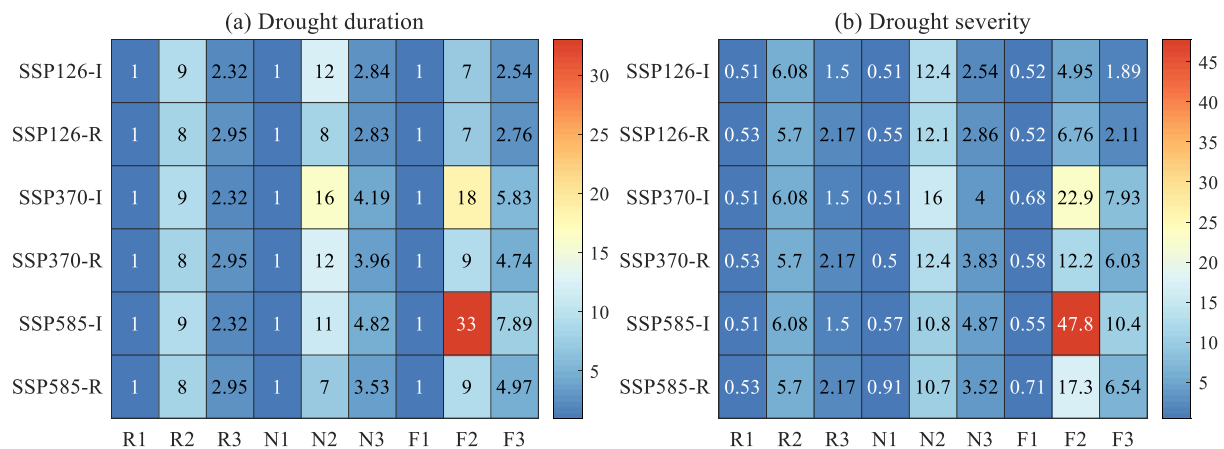 (a) Drought duration
SSP126-I 1 9 2.32 1 12 2.84 1 7 2.54
SSP126-R 1 8 2.95 1 8 2.83 1 7 2.76
SSP370-I 1 9 2.32 1 16 4.19 1 18 5.83
SSP370-R 1 8 2.95 1 12 3.96 1 9 4.74
SSP585-I 1 9 2.32 1 11 4.82 1 33 7.89
SSP585-R 1 8 2.95 1 7 3.53 1 9 4.97
R1 R2 R3 N1 N2 N3 F1 F2 F3
30
25
20
15
10
5
(b) Drought severity
SSP126-I 0.51 6.08 1.5 0.51 12.4 2.54 0.52 4.95 1.89
SSP126-R 0.53 5.7 2.17 0.55 12.1 2.86 0.52 6.76 2.11
SSP370-I 0.51 6.08 1.5 0.51 16 4 0.68 22.9 7.93
SSP370-R 0.53 5.7 2.17 0.5 12.4 3.83 0.58 12.2 6.03
SSP585-I 0.51 6.08 1.5 0.57 10.8 4.87 0.55 47.8 10.4
SSP585-R 0.53 5.7 2.17 0.91 10.7 3.52 0.71 17.3 6.54
R1 R2 R3 N1 N2 N3 F1 F2 F3
45
40
35
30
25
20
15
10
5